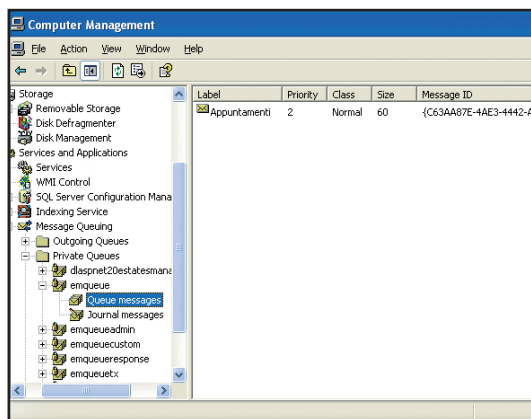 Computer Management
File Action View Window Help
Storage
Removable Storage
Disk Defragmenter
Disk Management
Services and Applications
Services
WMI Control
SQL Server Configuration Mana
Indexing Service
Message Queuing
Outgoing Queues
Private Queues
dlaspnet20estatesmana
emqueue
Queue messages
Journal messages
emqueueadmin
emqueuecustom
emqueueresponse
emqueuetx
Label Priority Class Size Message ID
Appuntamenti 2 Normal 60 {C63AA87E-4AE3-4442-A